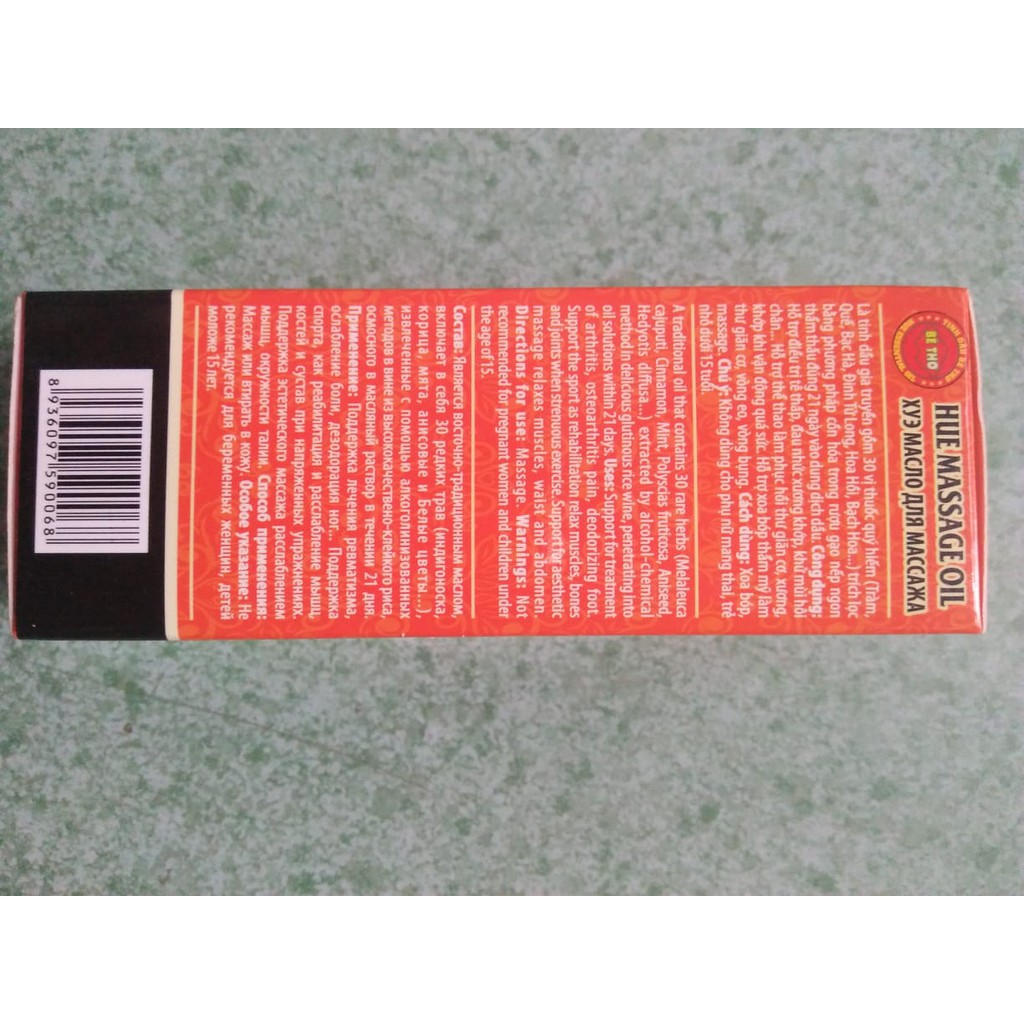 BÉ THƠ
HUE MASSAGE OIL
ХУЭ МАСЛО ДЛЯ МАССАЖА
Là tinh dầu gia truyền gồm 30 vị thuốc quý hiếm (Tràm,
Quế, Bạc Hà, Đinh Từ Long, Hoa Hồi, Bạch Hoa...) trích lọc
bằng phương pháp cồn hóa trong rượu gạo nếp ngon
thẩm thấu đúng 21 ngày vào dung dịch dầu. Công dụng:
Hỗ trợ điều trị tê thấp, đau nhức xương khớp, khử mùi hôi
chân... Hỗ trợ thể thao làm phục hồi thư giãn cơ, xương,
khớp khi vận động quá sức. Hỗ trợ xoa bóp thẩm mỹ làm
thư giãn cơ, vòng eo, vòng bụng. Cách dùng: Xoa bóp,
massage. Chú ý: Không dùng cho phụ nữ mang thai, trẻ
nhỏ dưới 15 tuổi.
A traditional oil that contains 30 rare herbs (Melaleuca
cajuputi, Cinnamon, Mint, Polyscias fruticosa, Aniseed,
Hedyotis diffusa...) extracted by alcohol-chemical
method in delicous glutinous rice wine, penetrating into
oil solutions within 21 days. Uses: Support for treatment
of arthritis, osteoarthritis pain, deodorizing foot.
Support the sport as rehabilitation, relax muscles, bones
and joints when strenuous exercise. Support for aesthetic
massage relaxes muscles, waist and abdomen.
Directions for use: Massage. Warnings: Not
recommended for pregnant women and children under
the age of 15.
Состав: Является восточно-традиционным маслом,
включает в себя 30 редких трав (индигоноска,
корица, мята, анисовые и Белые цветы....)
извлеченные с помощью алкоголимизованных
методов в вине из высококачественно-клейкого риса,
осмосного в масляный раствор в течении 21 дня.
Применение: Поддержка лечения ревматизма,
ослабление боли, дезодорация ног... Поддержка
спорта, как реабилитация и расслабление мышц,
костей и сустав при напряженных упражнениях.
Поддержка эстетического массажа расслаблением
мышц, окружности талии. Способ применения:
Массаж или втирать в кожу. Особое указание: Не
рекомендуется для беременных женщин, детей
моложе 15 лет.
8 936097 590068